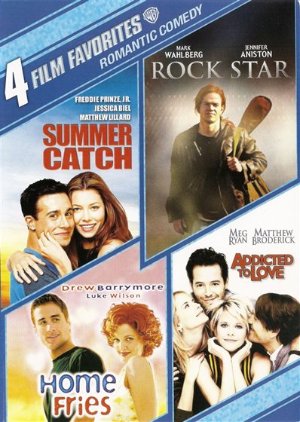 4 FILM FAVORITES
ROMANTIC COMEDY
WB
FREDDIE PRINZE, JR.
JESSICA BIEL
MATTHEW LILLARD
SUMMER
CATCH
MARK WAHLBERG
JENNIFER ANISTON
ROCK STAR
Drew Barrymore
Luke Wilson
HOME
FRIES
MEG RYAN
MATTHEW BRODERICK
ADDICTED
TO LOVE